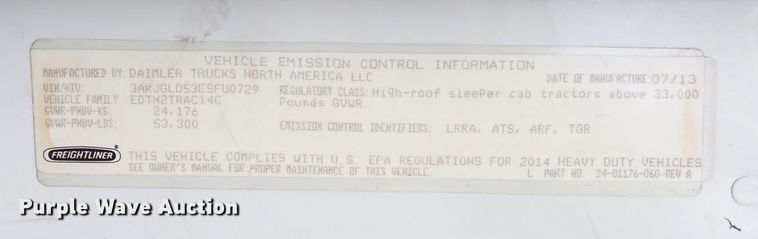 VEHICLE EMISSION CONTROL INFORMATION
MANUFACTURED BY: DAIMLER TRUCKS NORTH AMERICA LLC DATE OF MANUFACTURE 07/13
VIN/NIV: 3AKJGLDS3ESFU0729 REGULATORY CLASS: High-roof sleeper cab tractors above 33,000
VEHICLE FAMILY EDTH2TRAC14C Pounds GVWR.
GVWR-PNBV-KG: 24,176
GVWR-PNBV-LBS: 53,300 EMISSION CONTROL IDENTIFIERS: LRRA, ATS, ARF, TGR
FREIGHTLINER THIS VEHICLE COMPLIES WITH U.S. EPA REGULATIONS FOR 2014 HEAVY DUTY VEHICLES
SEE OWNER'S MANUAL FOR PROPER MAINTENANCE OF THIS VEHICLE. L PART NO. 24-01176-060-REV A
Purple Wave Auction